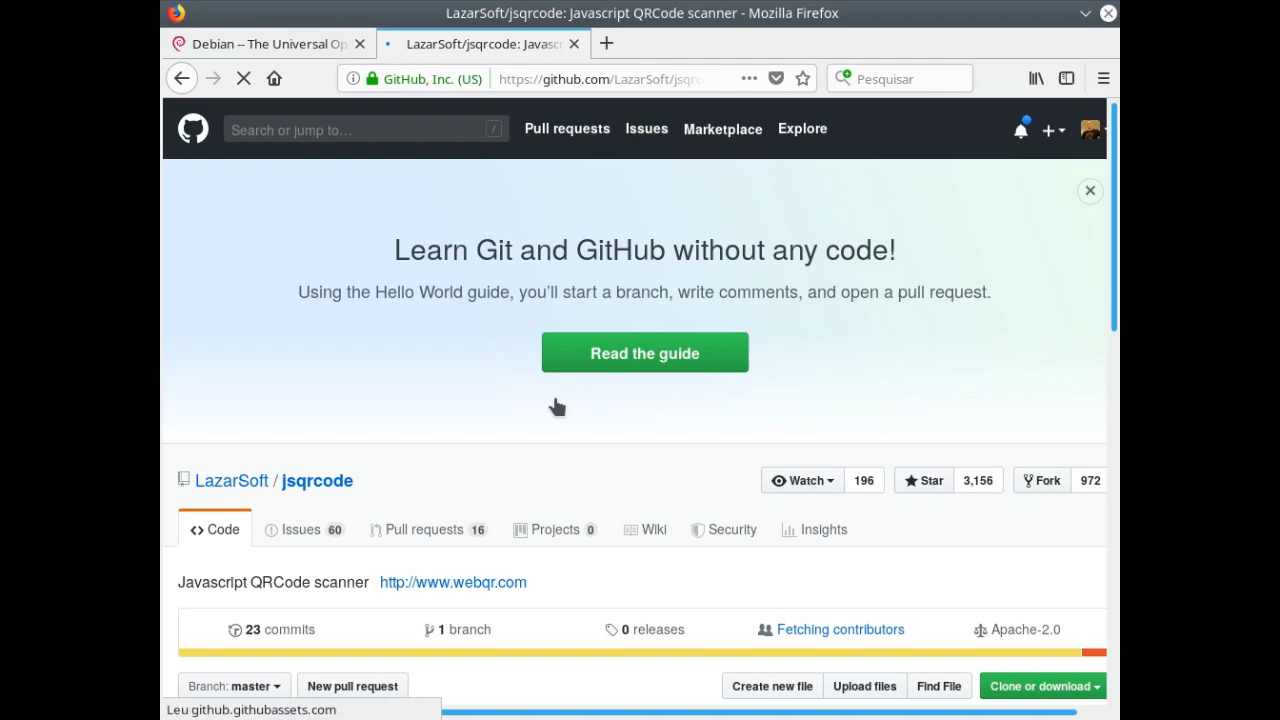 LazarSoft/jsqrcode: Javascript QRCode scanner - Mozilla Firefox
Debian -- The Universal Op
LazarSoft/jsqrcode: Javasc
GitHub, Inc. (US)
https://github.com/LazarSoft/jsqrc
Pesquisar
Search or jump to…
/
Pull requests
Issues
Marketplace
Explore
Learn Git and GitHub without any code!
Using the Hello World guide, you’ll start a branch, write comments, and open a pull request.
Read the guide
LazarSoft / jsqrcode
Watch 196
Star 3,156
Fork 972
Code
Issues 60
Pull requests 16
Projects 0
Wiki
Security
Insights
Javascript QRCode scanner http://www.webqr.com
23 commits
1 branch
0 releases
Fetching contributors
Apache-2.0
Branch: master
New pull request
Create new file
Upload files
Find File
Clone or download
Leu github.githubassets.com